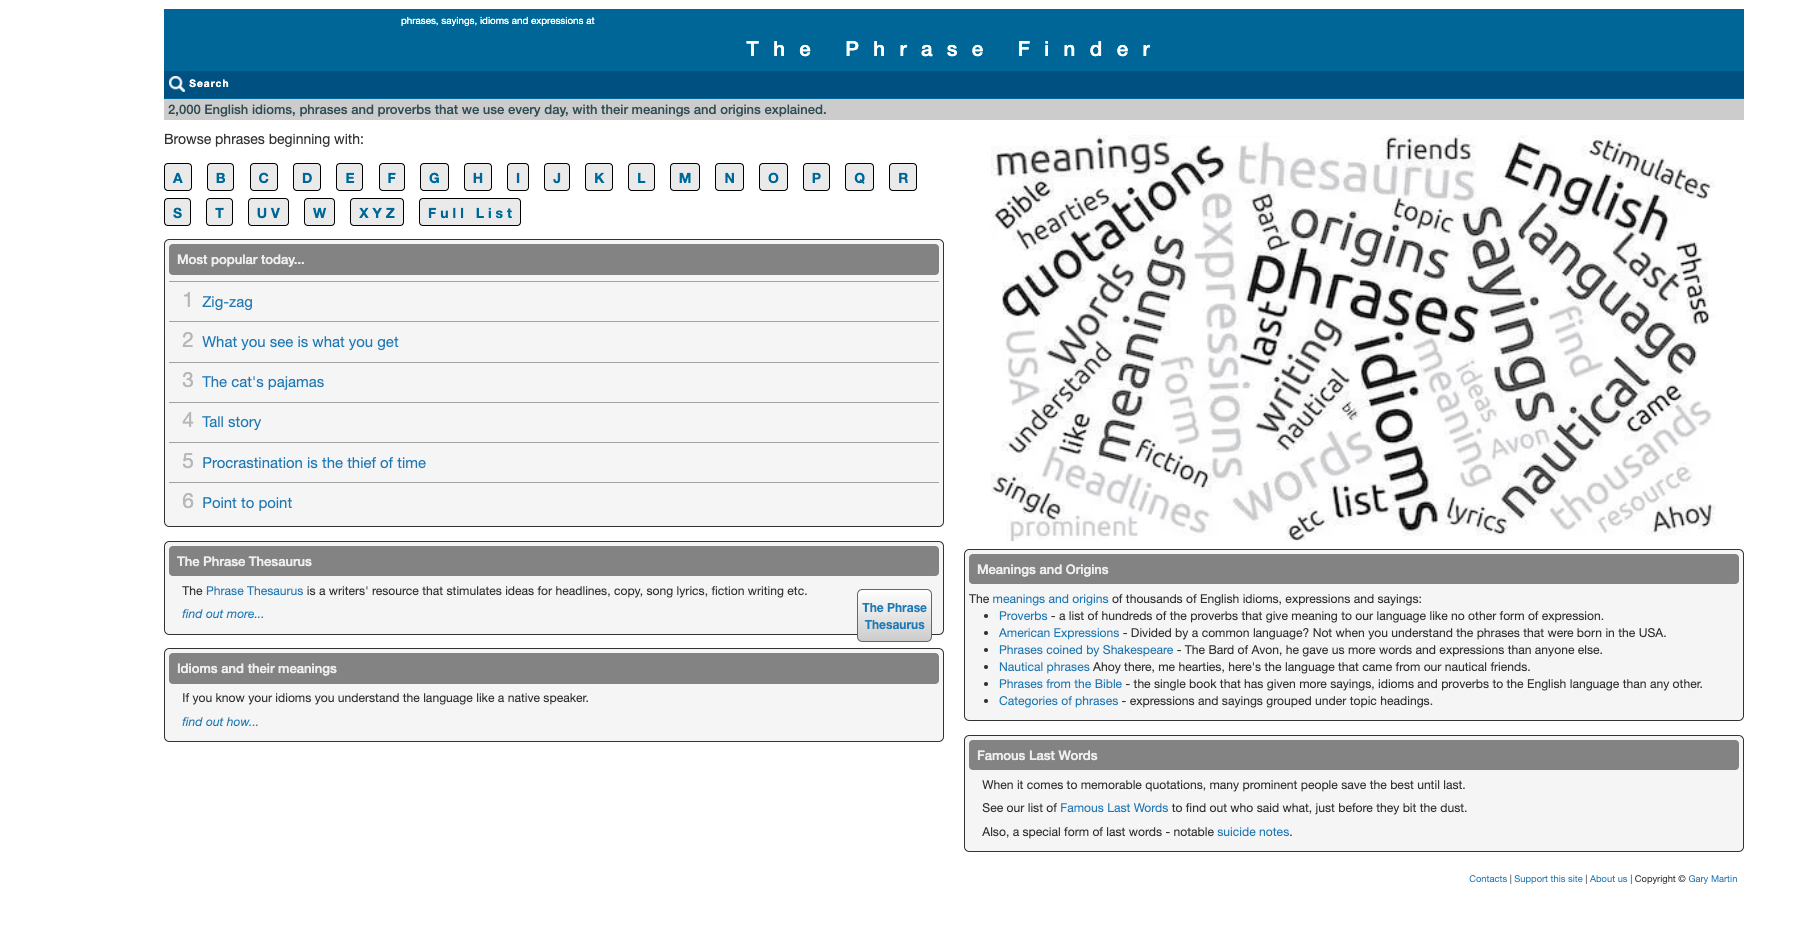 phrases, sayings, idioms and expressions at
The Phrase Finder
Search
2,000 English idioms, phrases and proverbs that we use every day, with their meanings and origins explained.
Browse phrases beginning with:
A B C D E F G H I J K L M N O P Q R
S T UV W XYZ Full List
Most popular today...
1 Zig-zag
2 What you see is what you get
3 The cat's pajamas
4 Tall story
5 Procrastination is the thief of time
6 Point to point
The Phrase Thesaurus
The Phrase Thesaurus is a writers' resource that stimulates ideas for headlines, copy, song lyrics, fiction writing etc.
find out more...
The Phrase
Thesaurus
Idioms and their meanings
If you know your idioms you understand the language like a native speaker.
find out how...
meanings
quotations
thesaurus
friends
English
stimulates
Bible
hearties
expressions
Bard
origins
topic
sayings
language
Last
Phrase
Words
meanings
phrases
last
writing
find
USA
understand
form
nautical
bit
idioms
meaning
ideas
nautical
came
like
fiction
Avon
thousands
headlines
words
single
prominent
etc
list
lyrics
resource
Ahoy
Meanings and Origins
The meanings and origins of thousands of English idioms, expressions and sayings:
• Proverbs - a list of hundreds of the proverbs that give meaning to our language like no other form of expression.
• American Expressions - Divided by a common language? Not when you understand the phrases that were born in the USA.
• Phrases coined by Shakespeare - The Bard of Avon, he gave us more words and expressions than anyone else.
• Nautical phrases Ahoy there, me hearties, here's the language that came from our nautical friends.
• Phrases from the Bible - the single book that has given more sayings, idioms and proverbs to the English language than any other.
• Categories of phrases - expressions and sayings grouped under topic headings.
Famous Last Words
When it comes to memorable quotations, many prominent people save the best until last.
See our list of Famous Last Words to find out who said what, just before they bit the dust.
Also, a special form of last words - notable suicide notes.
Contacts | Support this site | About us | Copyright © Gary Martin